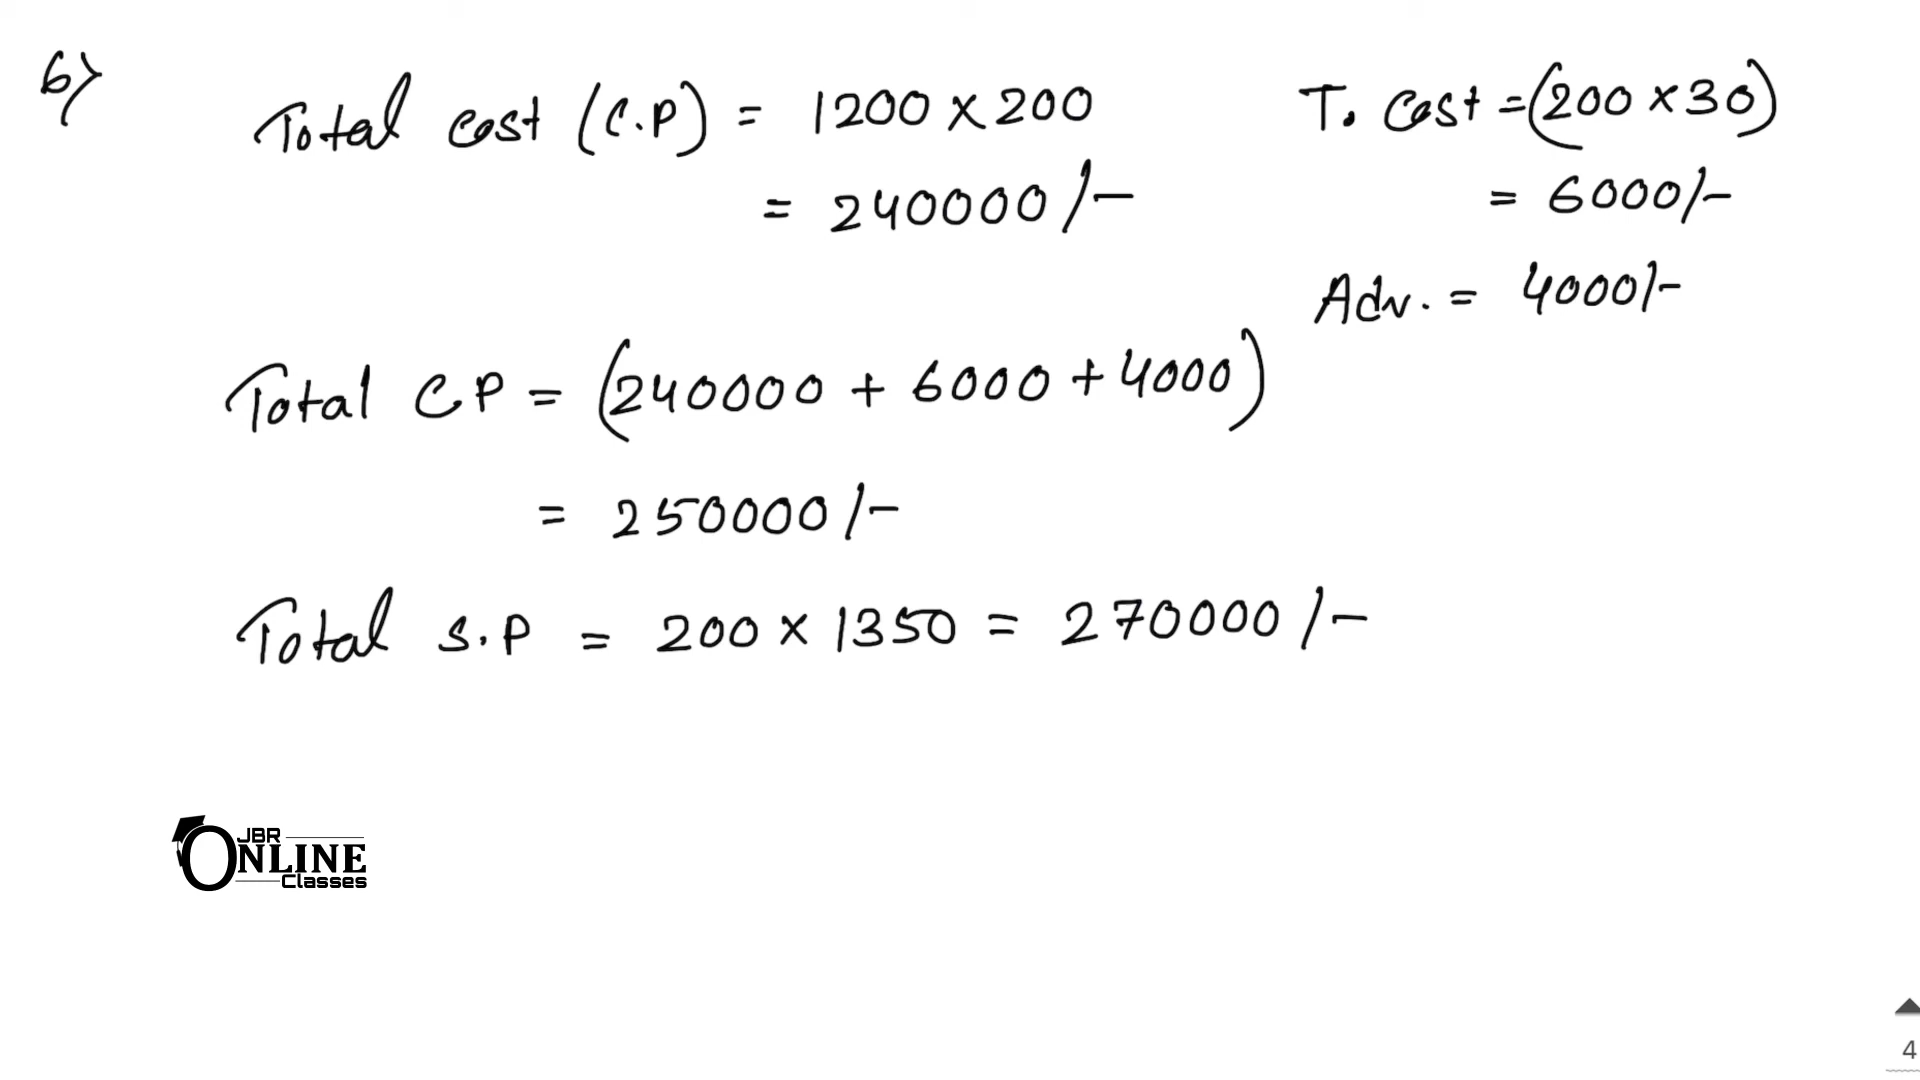 6)
Total cost (C.P) = 1200 × 200
= 240000/-
T. Cost = (200 × 30)
= 6000/-
Adv. = 4000/-
Total CP = (240000 + 6000 + 4000)
= 250000/-
Total S.P = 200 × 1350 = 270000/-
JBR
ONLINE
Classes
4